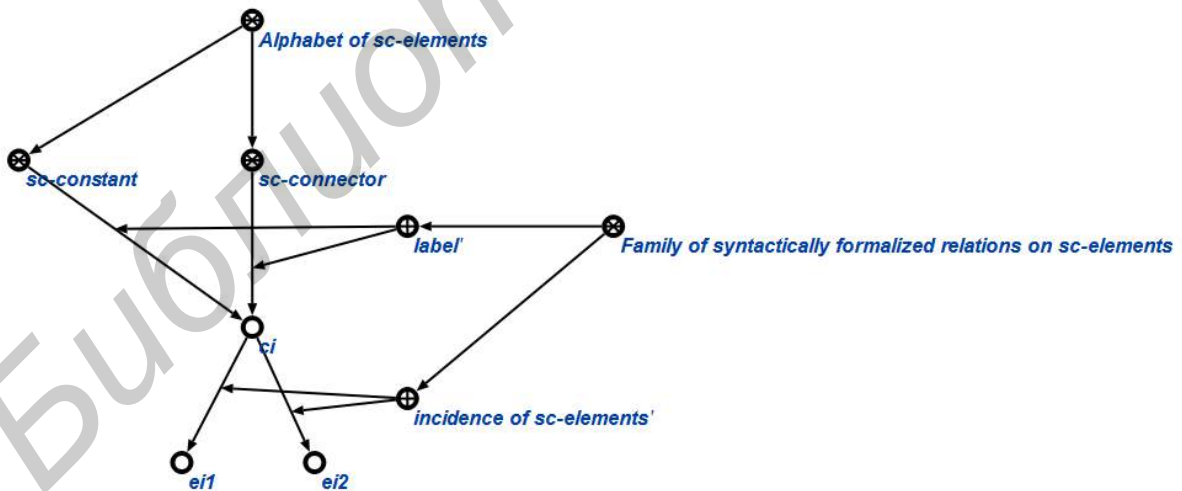 Alphabet of sc-elements
sc-constant
sc-connector
label'
Family of syntactically formalized relations on sc-elements
ci
incidence of sc-elements'
ei1
ei2
Библиот